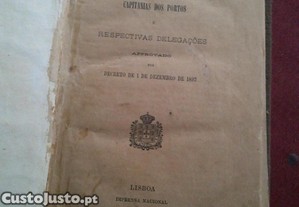 CAPITANIAS DOS PORTOS
E
RESPECTIVAS DELEGAÇÕES
APPROVADO
POR
DECRETO DE 1 DE DEZEMBRO DE 1892
LISBOA
IMPRENSA NACIONAL
CustoJusto.pt